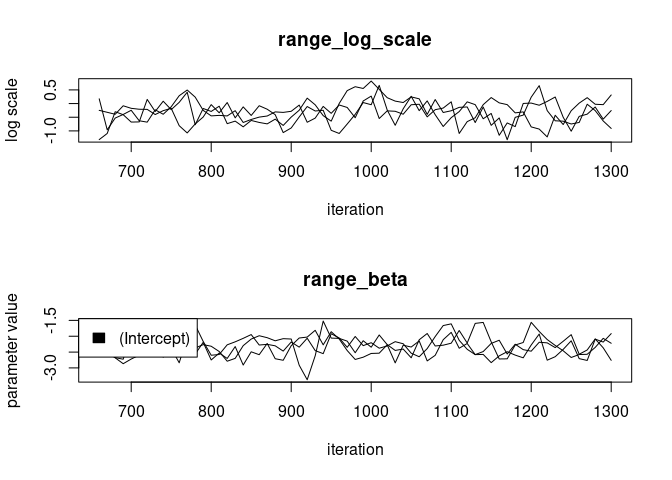 range_log_scale
log scale
0.5
-1.0
700 800 900 1000 1100 1200 1300
iteration
range_beta
parameter value
-1.5
-3.0
(Intercept)
700 800 900 1000 1100 1200 1300
iteration